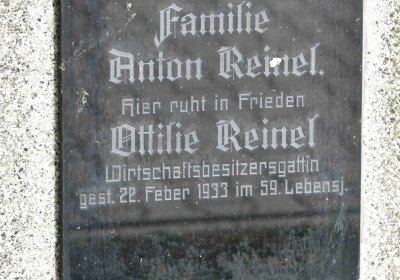 Familie
Anton Reinel.
Hier ruht in Frieden
Ottilie Reinel
Wirtschaftsbesitzersgattin
gest. 22. Feber 1933 im 59. Lebensj.